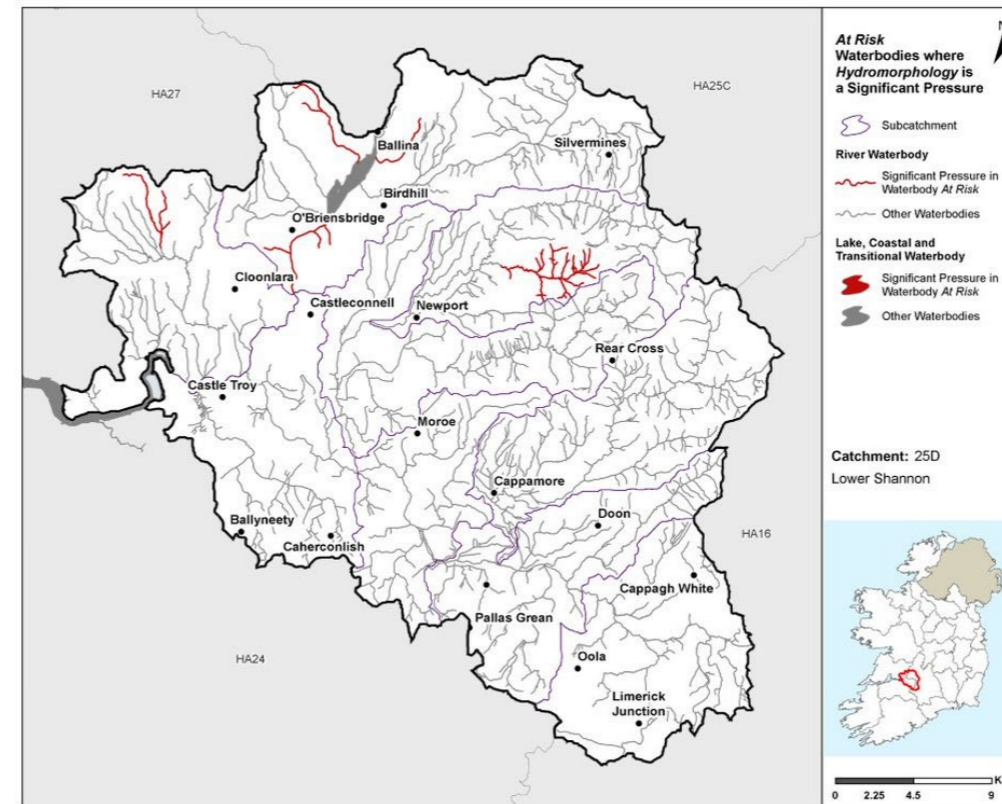 HA27
HA25C
Ballina
Silvermines
Birdhill
O'Briensbridge
Cloonlara
Castleconnell
Newport
Rear Cross
Castle Troy
Moroe
Cappamore
Ballyneety
Doon
Caherconlish
HA16
Cappagh White
Pallas Grean
HA24
Oola
Limerick
Junction
N
At Risk
Waterbodies where
Hydromorphology is
a Significant Pressure
Subcatchment
River Waterbody
Significant Pressure in
Waterbody At Risk
Other Waterbodies
Lake, Coastal and
Transitional Waterbody
Significant Pressure in
Waterbody At Risk
Other Waterbodies
Catchment: 25D
Lower Shannon
0 2.25 4.5 9